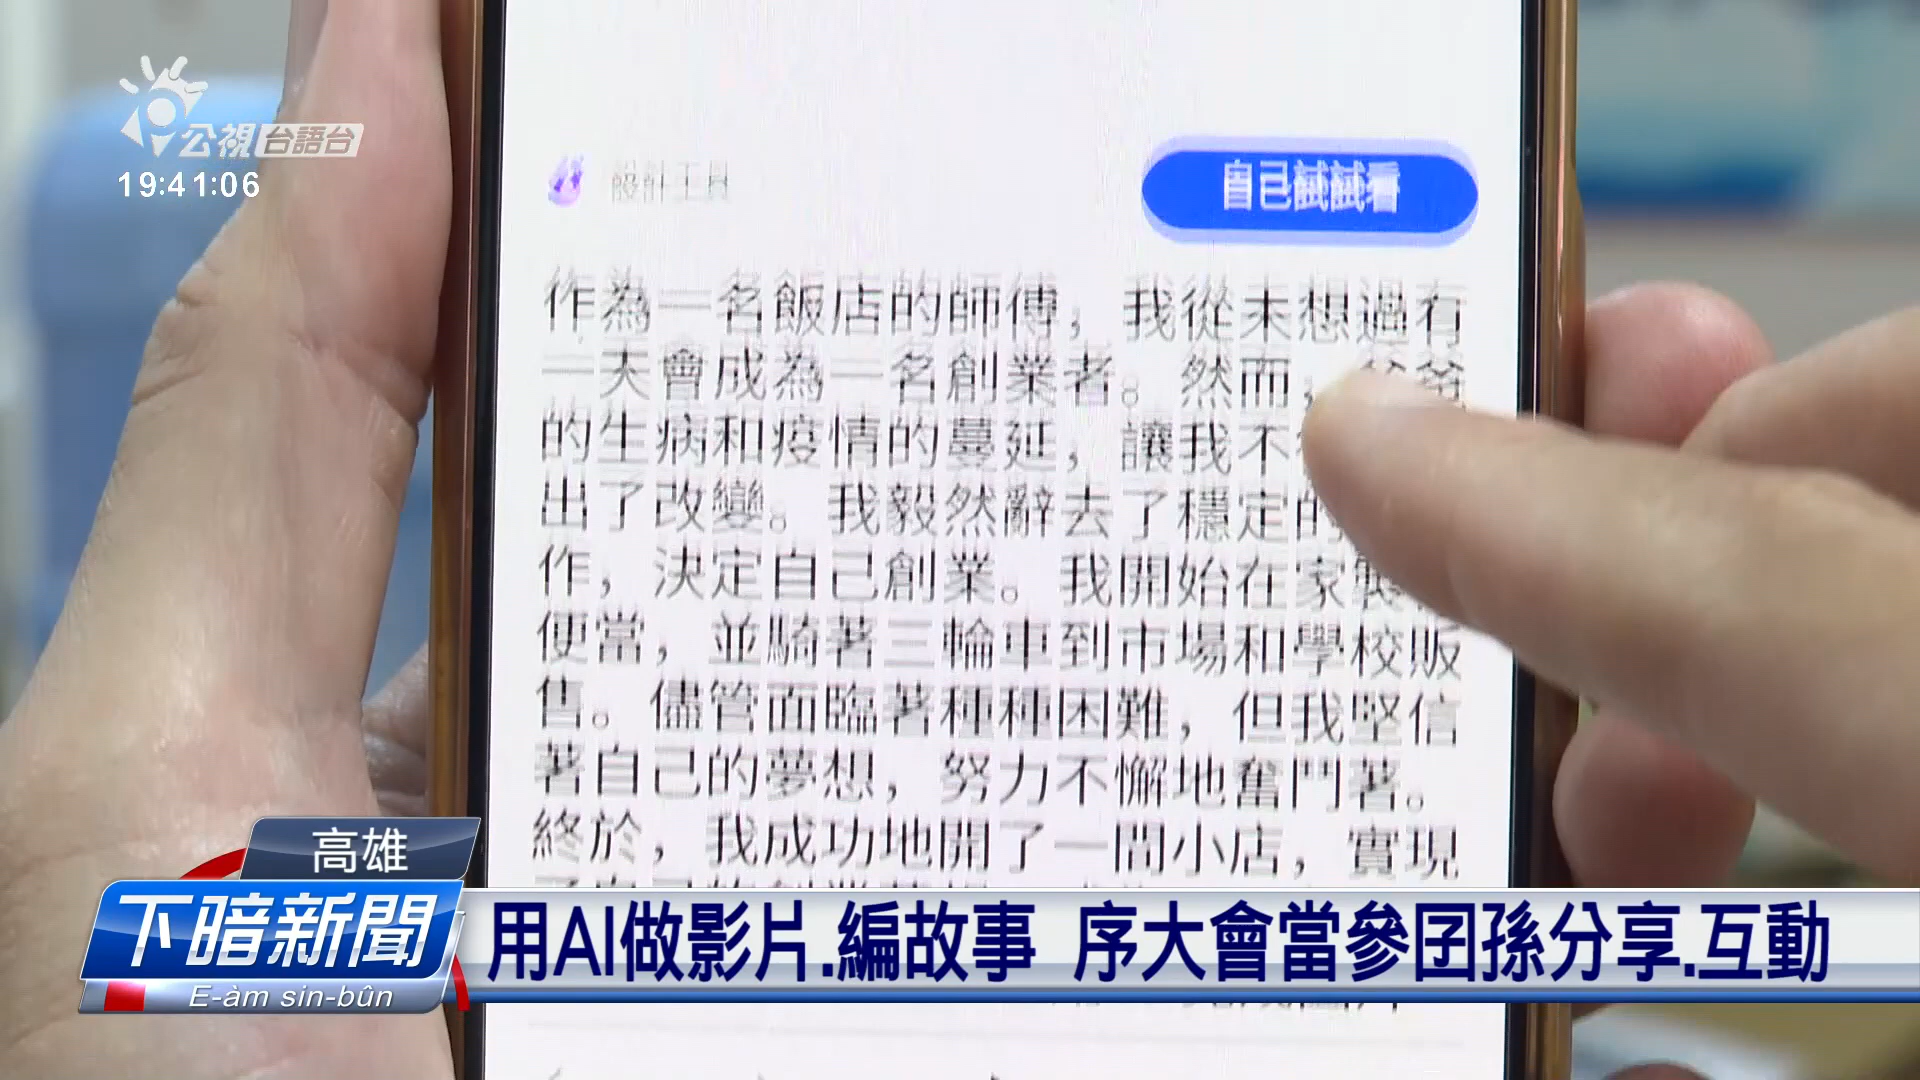 公視台語台
19:41:06
設計工具
自己試試看
作為一名飯店的師傅，我從未想過有
一天會成為一名創業者。然而，爸爸
的生病和疫情的蔓延，讓我不
出了改變。我毅然辭去了穩定的
作，決定自己創業。我開始在家製
便當，並騎著三輪車到市場和學校販
售。儘管面臨著種種困難，但我堅信
著自己的夢想，努力不懈地奮鬥著。
終於，我成功地開了一間小店，實現
高雄
下暗新聞
E-àm sin-bûn
用AI做影片.編故事 序大會當參囝孫分享.互動